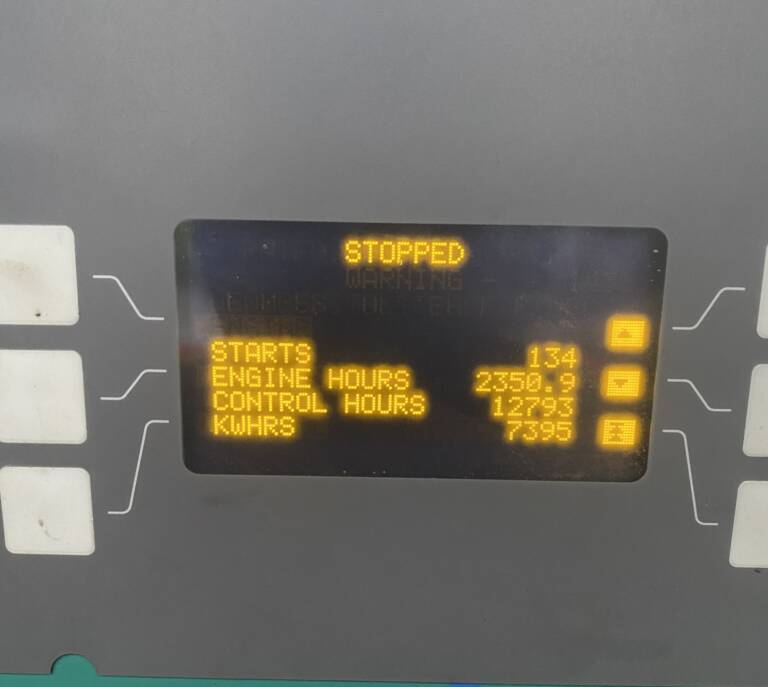 STOPPED
WARNING -
STARTS 134
ENGINE HOURS 2350.9
CONTROL HOURS 12793
KWHRS 7395